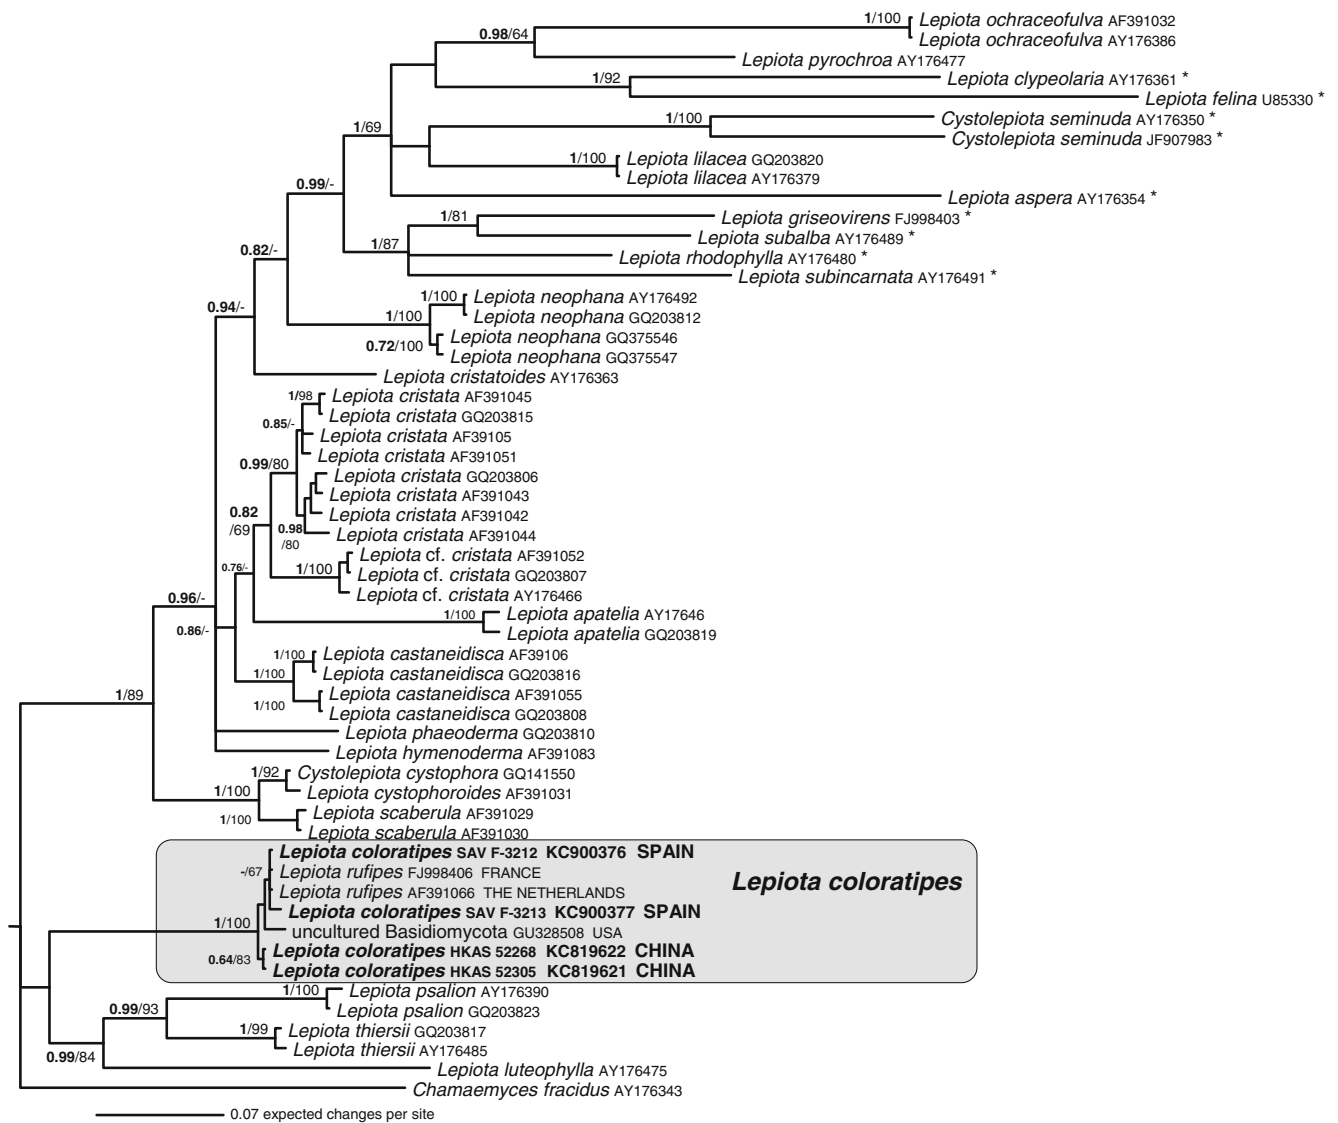 1/100 Lepiota ochraceofulva AF391032
Lepiota ochraceofulva AY176386
0.98/64
Lepiota pyrochroa AY176477
1/92 Lepiota clypeolaria AY176361 *
Lepiota felina U85330 *
1/100 Cystolepiota seminuda AY176350 *
Cystolepiota seminuda JF907983 *
1/69
1/100 Lepiota lilacea GQ203820
Lepiota lilacea AY176379
0.99/-
Lepiota aspera AY176354 *
1/81 Lepiota griseovirens FJ998403 *
Lepiota subalba AY176489 *
1/87
Lepiota rhodophylla AY176480 *
Lepiota subincarnata AY176491 *
0.82/-
1/100 Lepiota neophana AY176492
0.94/-
1/100 Lepiota neophana GQ203812
Lepiota neophana GQ375546
0.72/100
Lepiota neophana GQ375547
Lepiota cristatoides AY176363
1/98 Lepiota cristata AF391045
Lepiota cristata GQ203815
0.85/-
Lepiota cristata AF39105
Lepiota cristata AF391051
0.99/80
Lepiota cristata GQ203806
Lepiota cristata AF391043
0.82
/69
Lepiota cristata AF391042
0.98
/80
Lepiota cristata AF391044
Lepiota cf. cristata AF391052
0.76/-
1/100 Lepiota cf. cristata GQ203807
Lepiota cf. cristata AY176466
0.96/-
1/100 Lepiota apatelia AY17646
0.86/-
Lepiota apatelia GQ203819
1/100 Lepiota castaneidisca AF39106
1/100 Lepiota castaneidisca GQ203816
1/89
Lepiota castaneidisca AF391055
1/100
Lepiota castaneidisca GQ203808
Lepiota phaeoderma GQ203810
Lepiota hymenoderma AF391083
1/92 Cystolepiota cystophora GQ141550
1/100 Lepiota cystophoroides AF391031
1/100
Lepiota scaberula AF391029
Lepiota scaberula AF391030
Lepiota coloratipes SAV F-3212 KC900376 SPAIN
-/67 Lepiota rufipes FJ998406 FRANCE
Lepiota coloratipes
Lepiota rufipes AF391066 THE NETHERLANDS
Lepiota coloratipes SAV F-3213 KC900377 SPAIN
1/100
uncultured Basidiomycota GU328508 USA
Lepiota coloratipes HKAS 52268 KC819622 CHINA
0.64/83
Lepiota coloratipes HKAS 52305 KC819621 CHINA
1/100 Lepiota psalion AY176390
0.99/93
Lepiota psalion GQ203823
1/99 Lepiota thiersii GQ203817
Lepiota thiersii AY176485
0.99/84
Lepiota luteophylla AY176475
Chamaemyces fracidus AY176343
0.07 expected changes per site